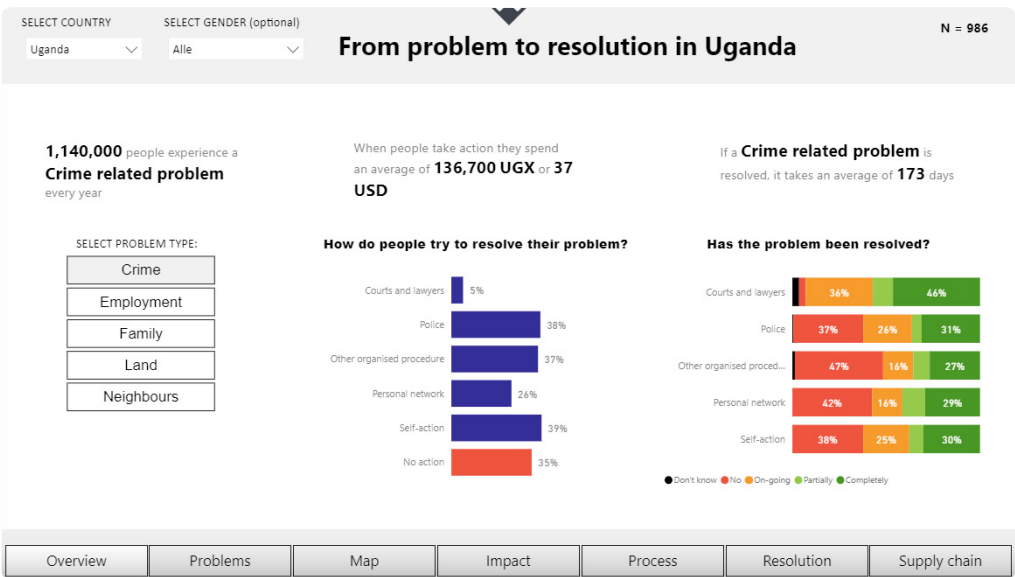 SELECT COUNTRY
SELECT GENDER (optional)
Uganda
Alle
From problem to resolution in Uganda
N = 986
1,140,000 people experience a
Crime related problem
every year
When people take action they spend
an average of 136,700 UGX or 37
USD
If a Crime related problem is
resolved, it takes an average of 173 days
SELECT PROBLEM TYPE:
Crime
Employment
Family
Land
Neighbours
How do people try to resolve their problem?
Courts and lawyers 5%
Police 38%
Other organised procedure 37%
Personal network 26%
Self-action 39%
No action 35%
Has the problem been resolved?
Courts and lawyers 36% 46%
Police 37% 26% 31%
Other organised proced... 47% 16% 27%
Personal network 42% 16% 29%
Self-action 38% 25% 30%
Don't know No On-going Partially Completely
Overview Problems Map Impact Process Resolution Supply chain